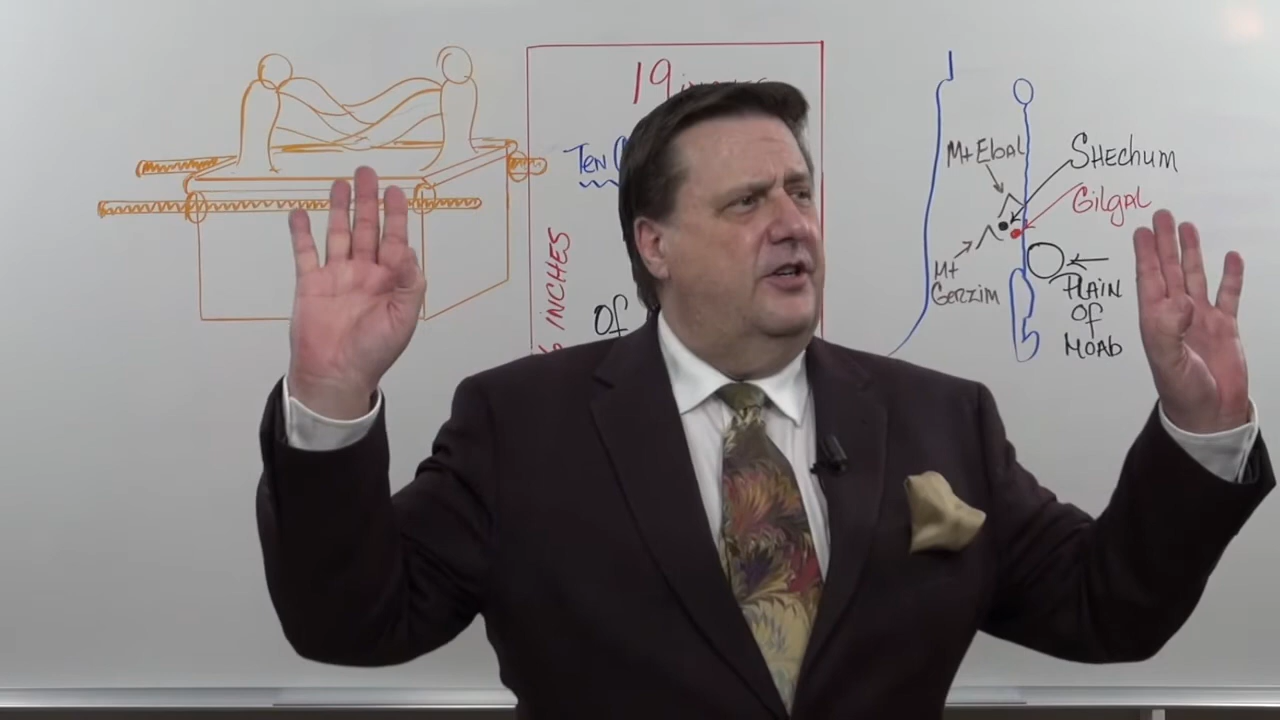 19
Ten
INCHES
Of
Mt Ebal
SHechum
Gilgal
Mt
Gerzim
PLAIN
Of
MoAb